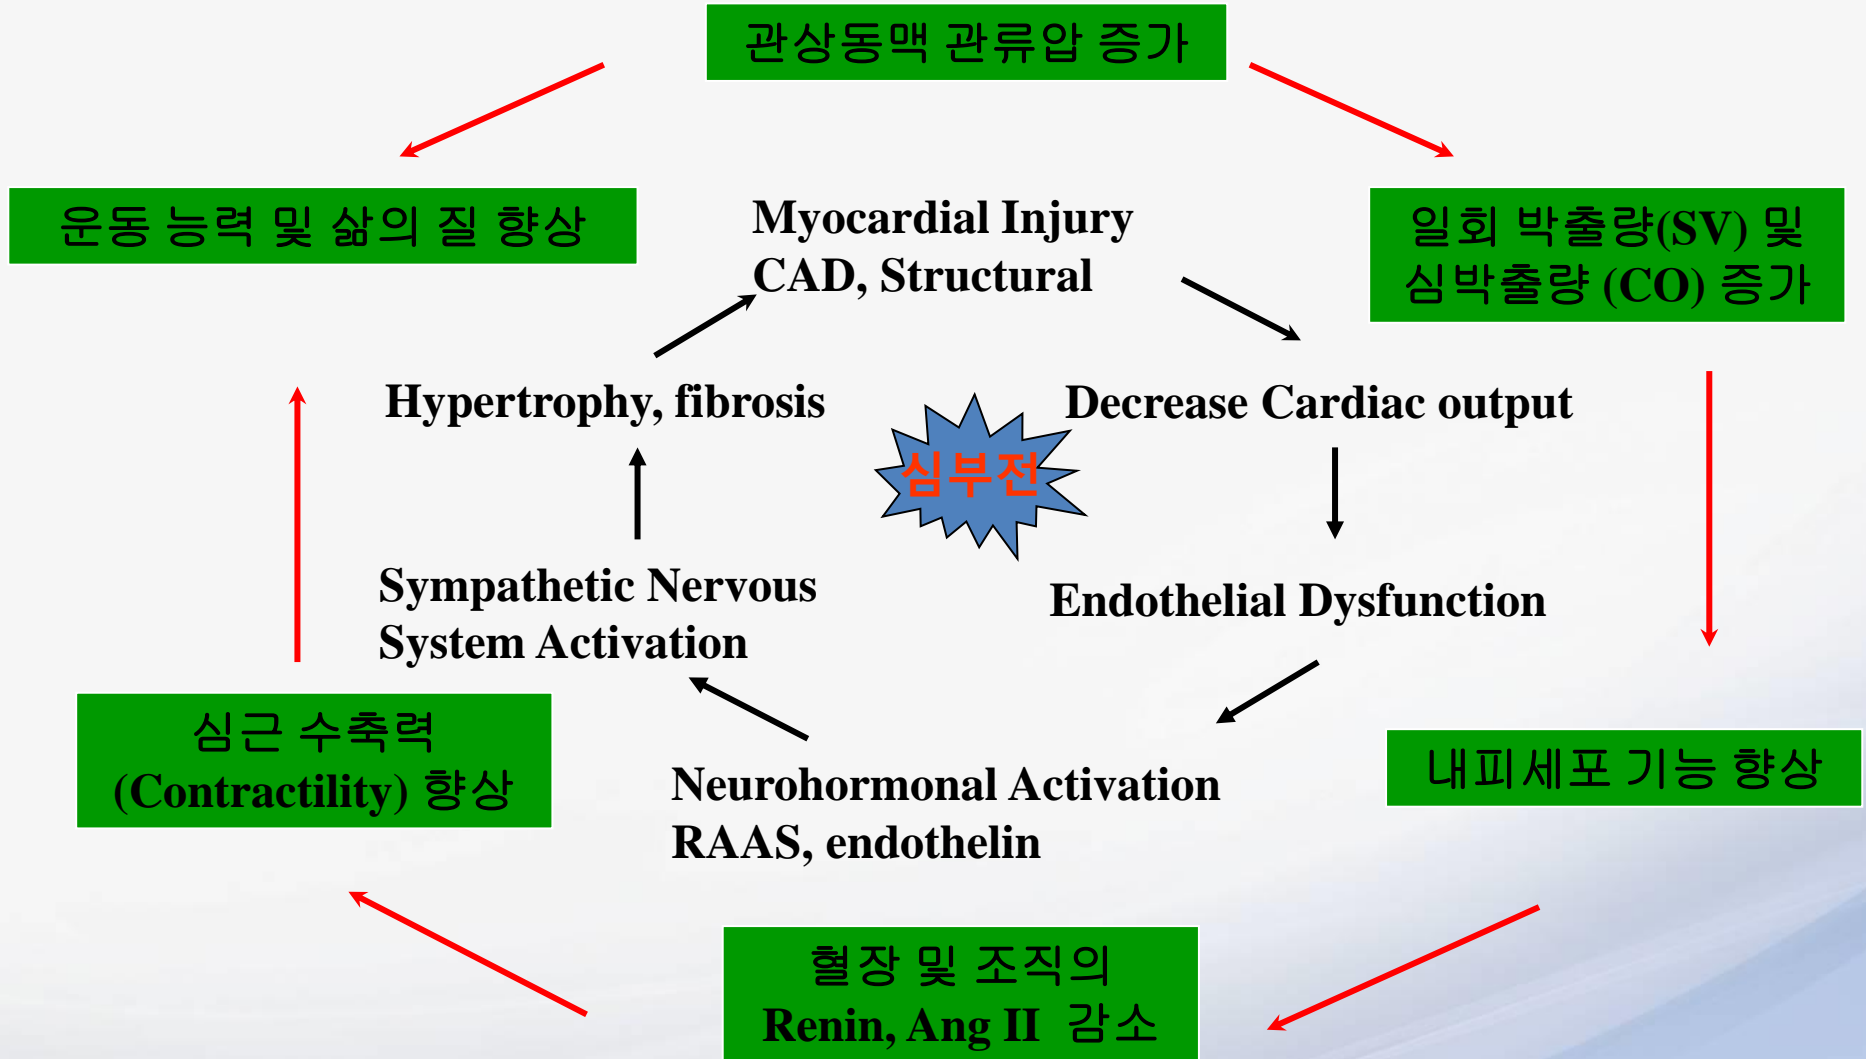 관상동맥 관류압 증가
운동 능력 및 삶의 질 향상
Myocardial Injury
CAD, Structural
일회 박출량(SV) 및
심박출량 (CO) 증가
Hypertrophy, fibrosis
심부전
Decrease Cardiac output
Sympathetic Nervous
System Activation
Endothelial Dysfunction
심근 수축력
(Contractility) 향상
Neurohormonal Activation
RAAS, endothelin
내피세포 기능 향상
혈장 및 조직의
Renin, Ang II 감소